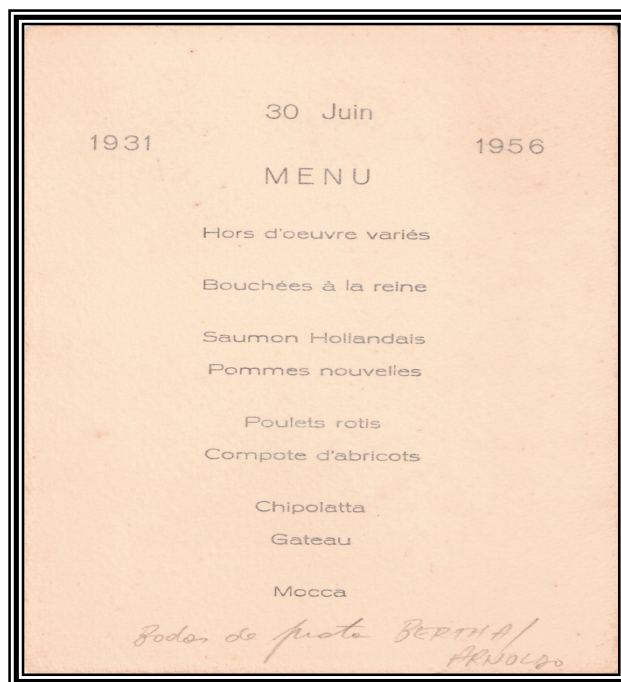 30 Juin
1931 1956
MENU
Hors d'oeuvre variés
Bouchées à la reine
Saumon Hollandais
Pommes nouvelles
Poulets rotis
Compote d'abricots
Chipolatta
Gateau
Mocca
Bodas de prata BERTHA/
ARNOLDO